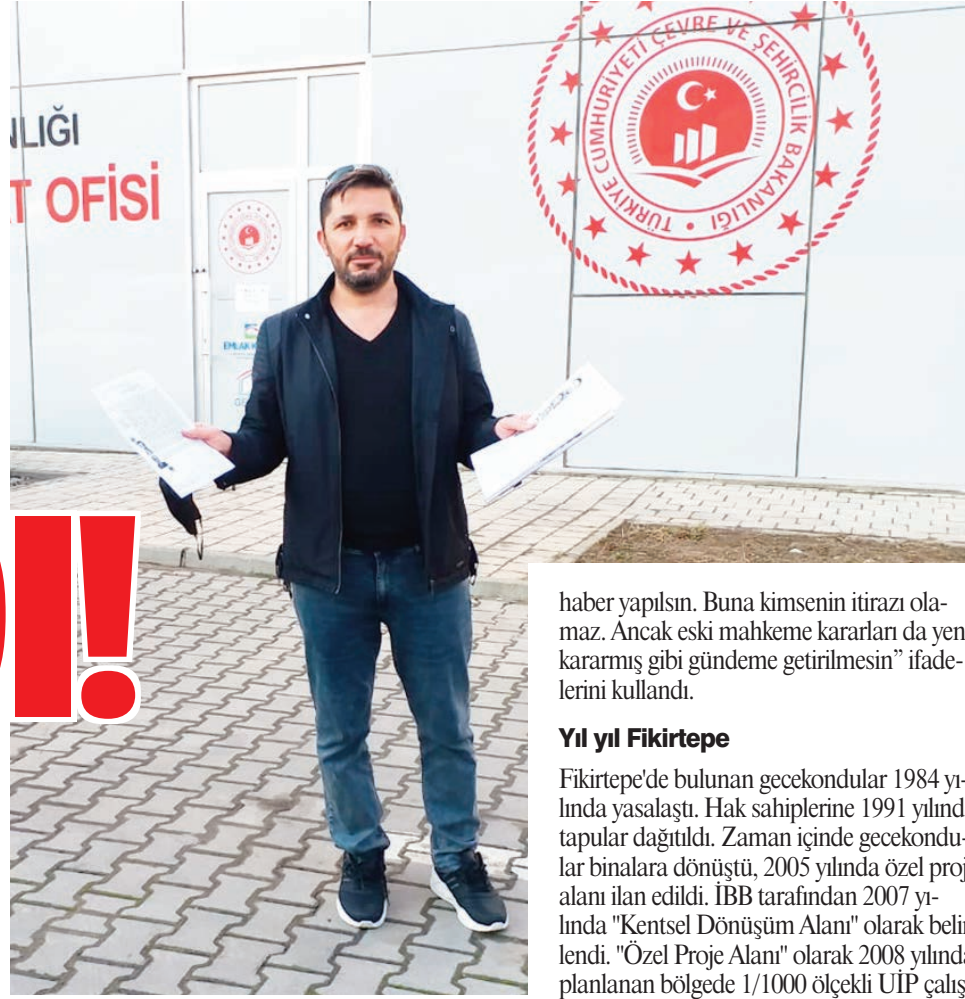 NLIĞI
T OFİSİ
TÜRKİYE CUMHURİYETİ ÇEVRE VE ŞEHİRCİLİK BAKANLIĞI
!
haber yapılsın. Buna kimsenin itirazı ola-
maz. Ancak eski mahkeme kararları da yen
kararmış gibi gündeme getirilmesin” ifade-
lerini kullandı.
Yıl yıl Fikirtepe
Fikirtepe'de bulunan gecekondular 1984 yı-
lında yasalaştı. Hak sahiplerine 1991 yılınd
tapular dağıtıldı. Zaman içinde gecekondu-
lar binalara dönüştü, 2005 yılında özel proj
alanı ilan edildi. İBB tarafından 2007 yı-
lında "Kentsel Dönüşüm Alanı" olarak belir
lendi. "Özel Proje Alanı" olarak 2008 yılında
planlanan bölgede 1/1000 ölçekli UİP çalış